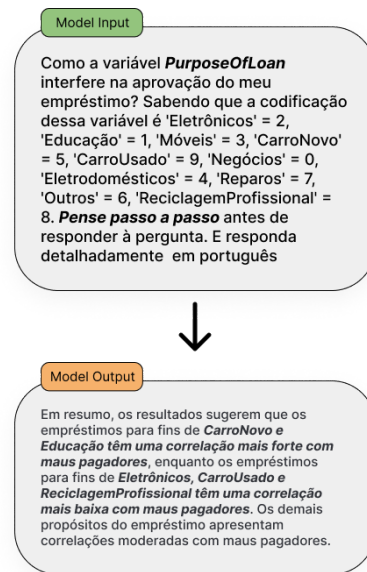 Model Input
Como a variável PurposeOfLoan
interfere na aprovação do meu
empréstimo? Sabendo que a codificação
dessa variável é 'Eletrônicos' = 2,
'Educação' = 1, 'Móveis' = 3, 'CarroNovo'
= 5, 'CarroUsado' = 9, 'Negócios' = 0,
'Eletrodomésticos' = 4, 'Reparos' = 7,
'Outros' = 6, 'ReciclagemProfissional' =
8. Pense passo a passo antes de
responder à pergunta. E responda
detalhadamente em português
Model Output
Em resumo, os resultados sugerem que os
empréstimos para fins de CarroNovo e
Educação têm uma correlação mais forte com
maus pagadores, enquanto os empréstimos
para fins de Eletrônicos, CarroUsado e
ReciclagemProfissional têm uma correlação
mais baixa com maus pagadores. Os demais
propósitos do empréstimo apresentam
correlações moderadas com maus pagadores.